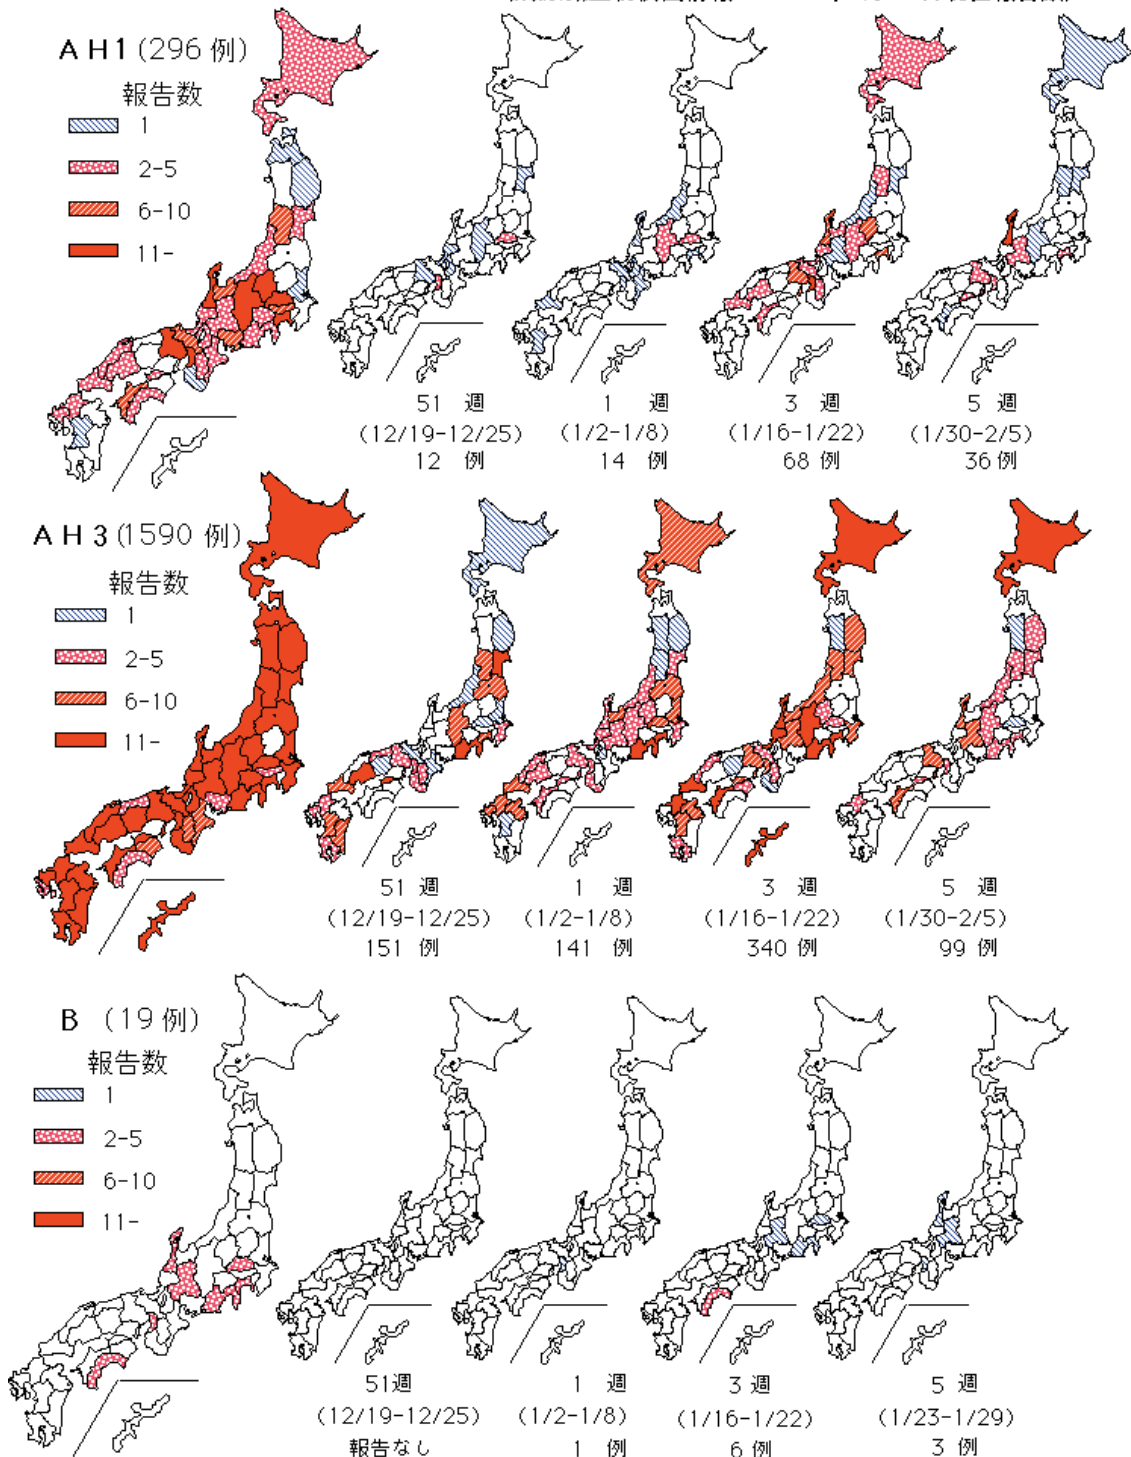 AH1 (296 例)
報告数
1
2-5
6-10
11-
51 週
(12/19-12/25)
12 例
1 週
(1/2-1/8)
14 例
3 週
(1/16-1/22)
68 例
5 週
(1/30-2/5)
36 例
AH3 (1590 例)
報告数
1
2-5
6-10
11-
51 週
(12/19-12/25)
151 例
1 週
(1/2-1/8)
141 例
3 週
(1/16-1/22)
340 例
5 週
(1/30-2/5)
99 例
B (19 例)
報告数
1
2-5
6-10
11-
51週
(12/19-12/25)
報告なし
1 週
(1/2-1/8)
1 例
3 週
(1/16-1/22)
6 例
5 週
(1/23-1/29)
3 例